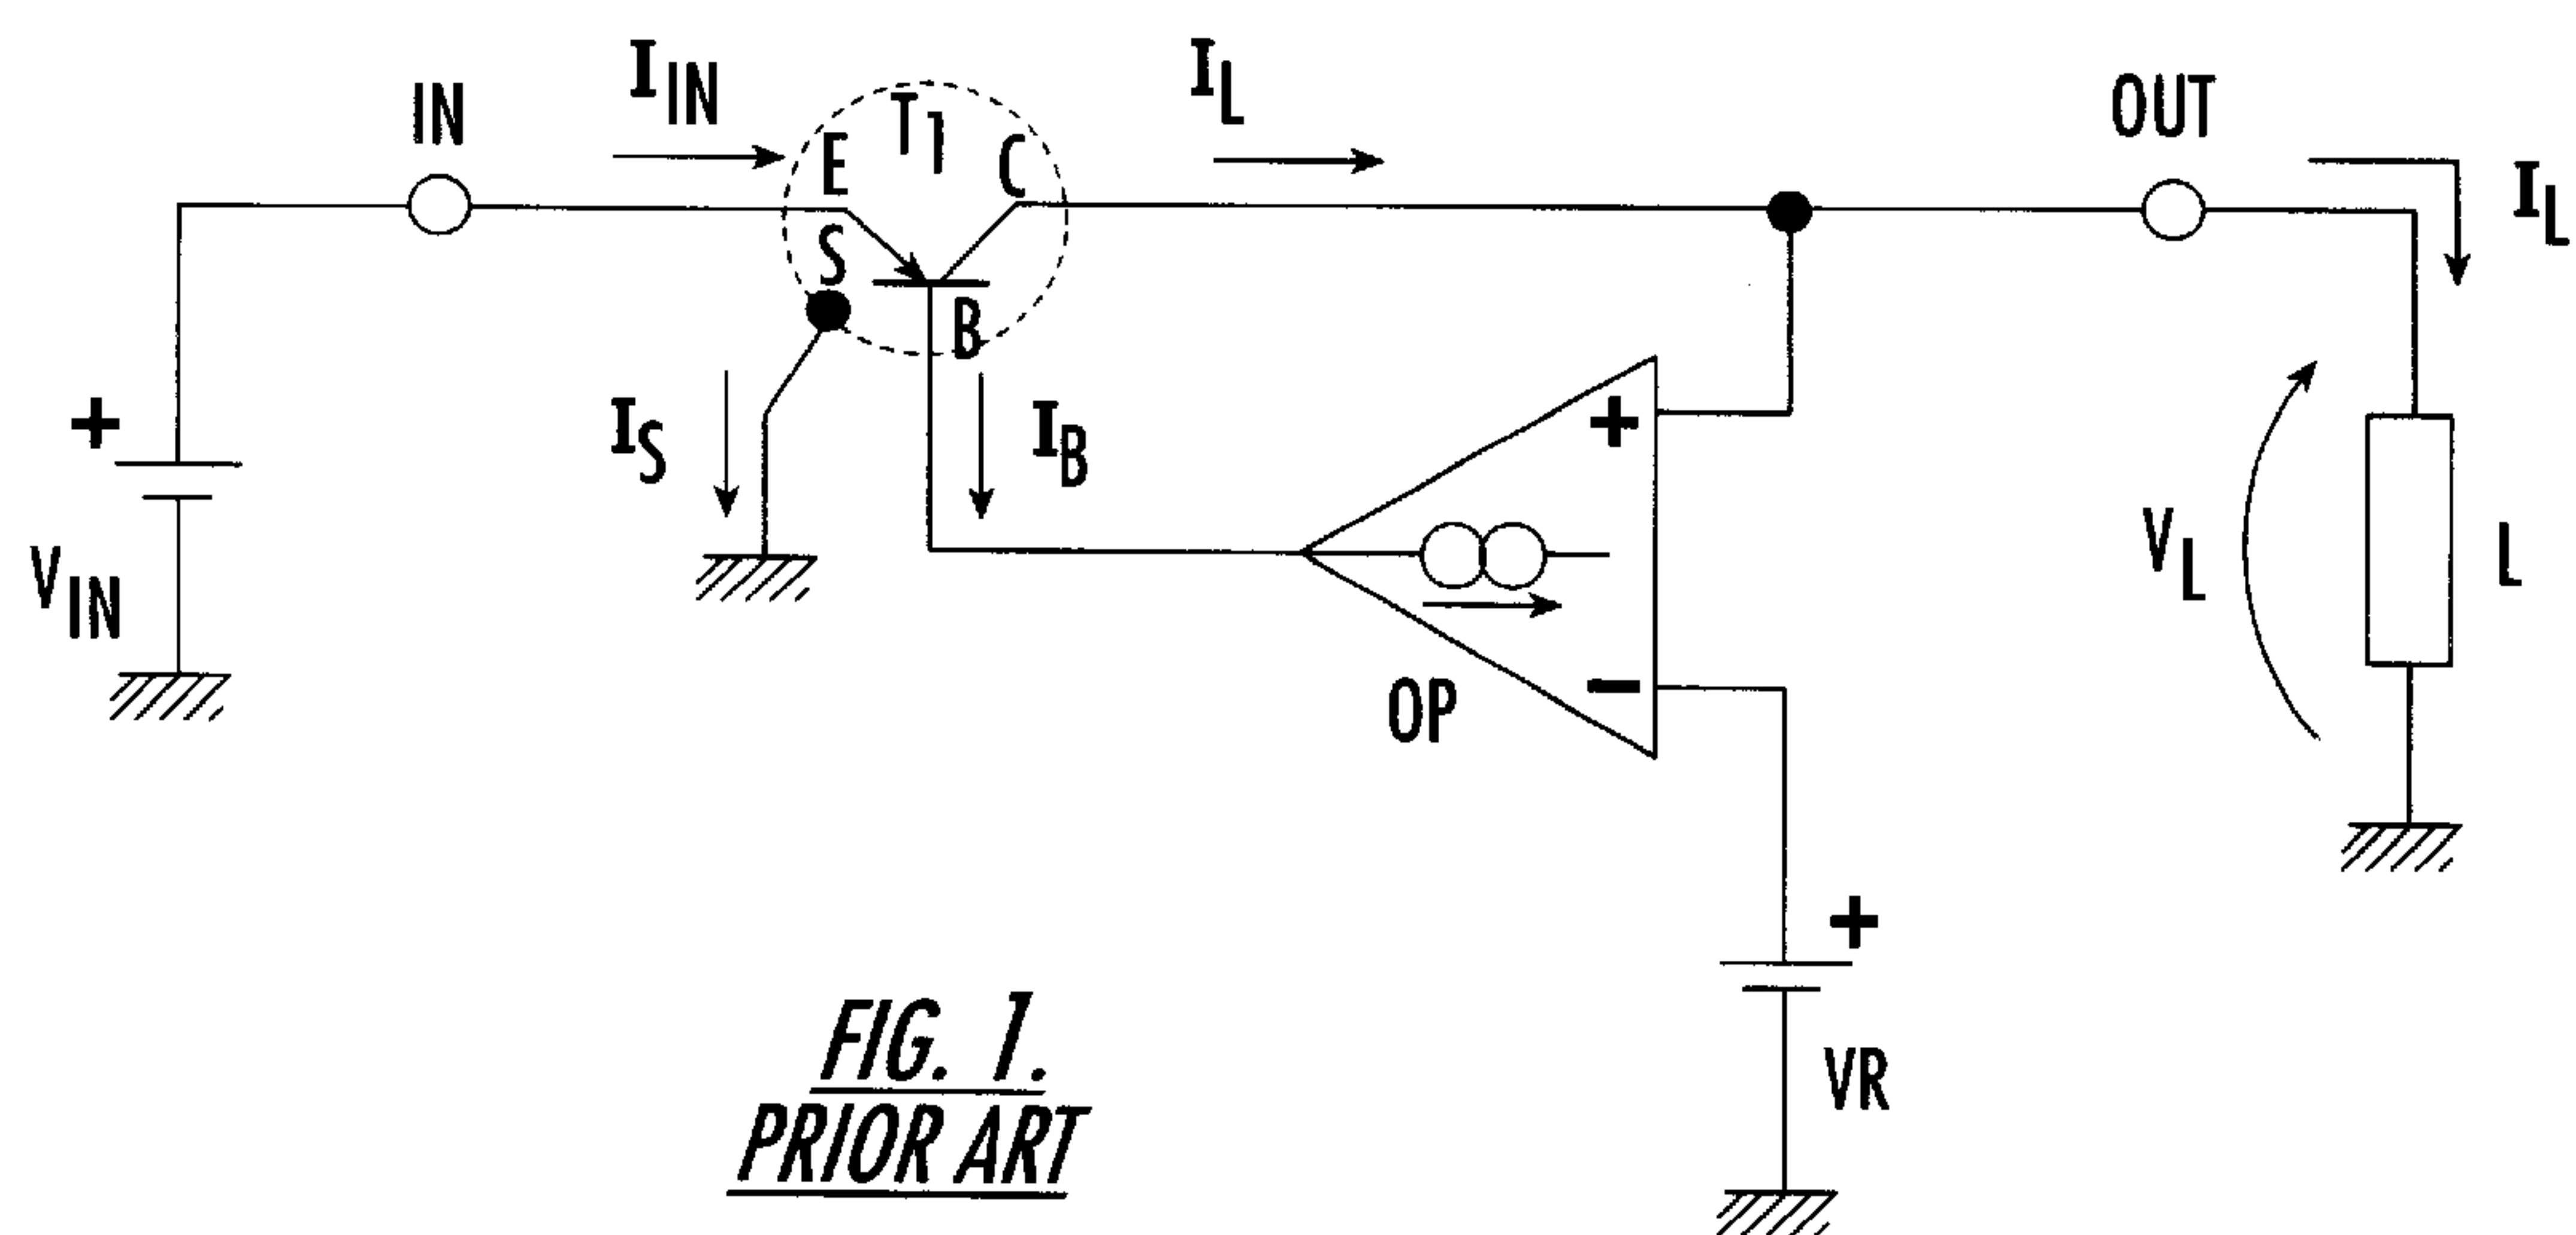 IN
I_IN
T1
E
C
S
B
I_L
OUT
I_L
+
V_IN
I_S
I_B
+
−
OP
V_L
L
+
VR
FIG. 1.
PRIOR ART